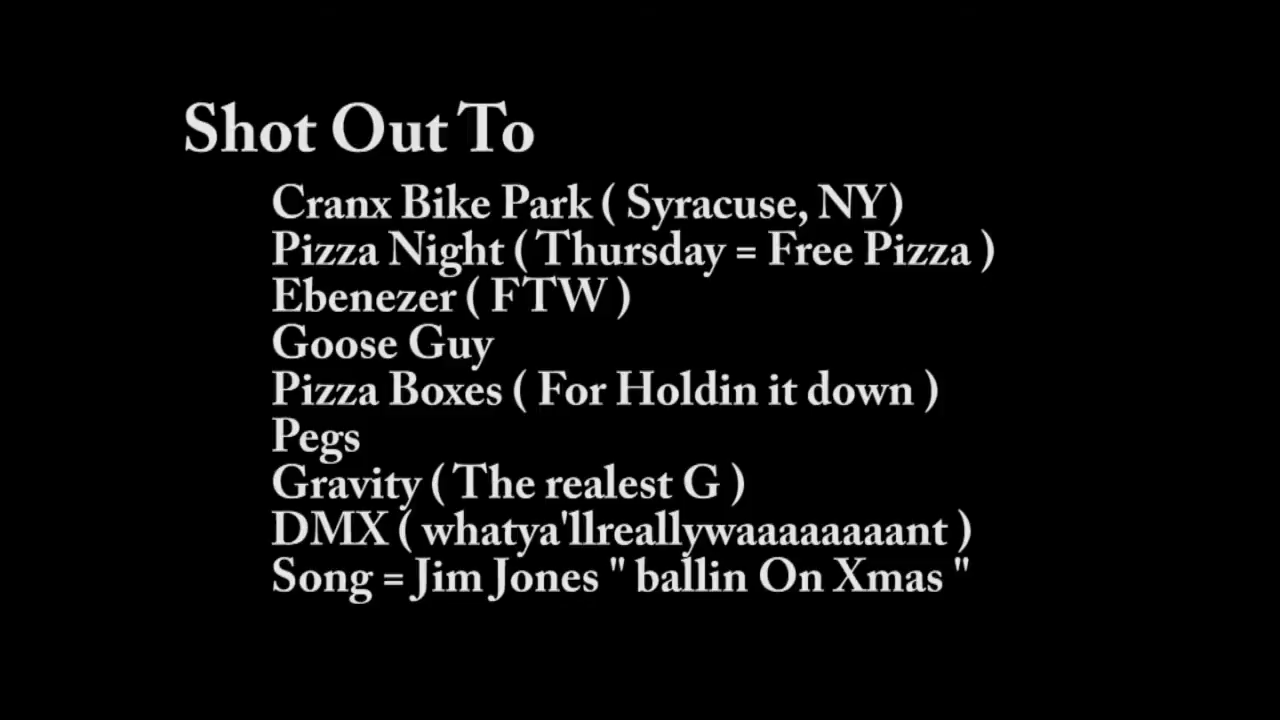 Shot Out To
Cranx Bike Park ( Syracuse, NY)
Pizza Night ( Thursday = Free Pizza )
Ebenezer ( FTW )
Goose Guy
Pizza Boxes ( For Holdin it down )
Pegs
Gravity ( The realest G )
DMX ( whatya'llreallywaaaaaaaant )
Song = Jim Jones " ballin On Xmas "